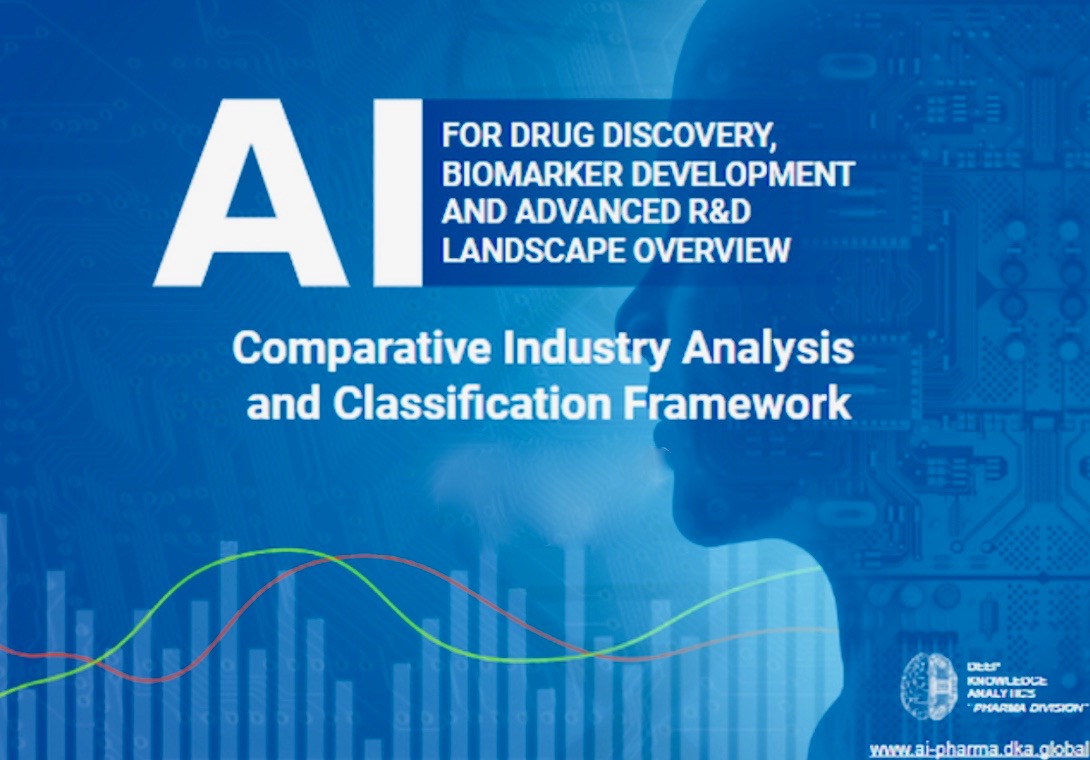 AI
FOR DRUG DISCOVERY,
BIOMARKER DEVELOPMENT
AND ADVANCED R&D
LANDSCAPE OVERVIEW
Comparative Industry Analysis
and Classification Framework
DEEP
KNOWLEDGE
ANALYTICS
"PHARMA DIVISION"
www.ai-pharma.dka.global